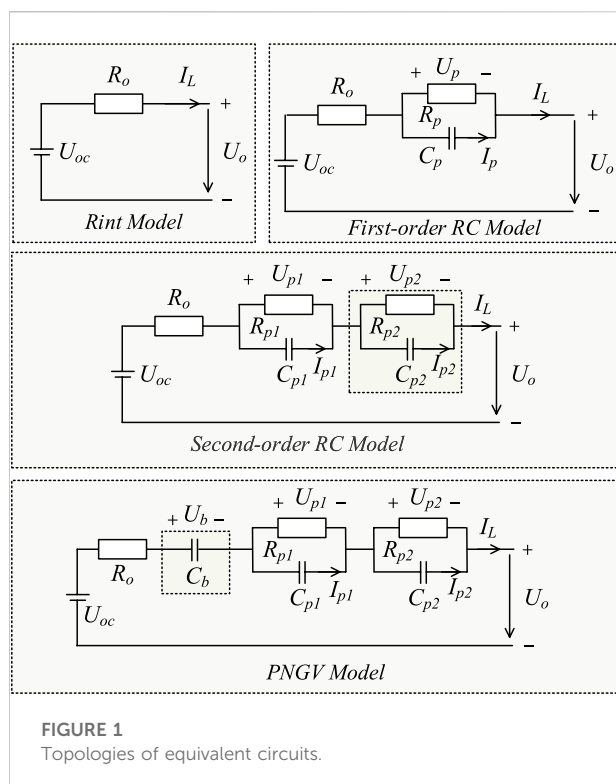 R_o I_L +
U_oc U_o
−
Rint Model
+ U_p −
R_o R_p I_L +
C_p I_p
U_oc U_o
−
First-order RC Model
+ U_p1 − + U_p2 −
R_o R_p1 R_p2 I_L +
C_p1 I_p1 C_p2 I_p2
U_oc U_o
−
Second-order RC Model
+ U_b − + U_p1 − + U_p2 −
R_o C_b R_p1 R_p2 I_L +
C_p1 I_p1 C_p2 I_p2
U_oc U_o
−
PNGV Model
FIGURE 1
Topologies of equivalent circuits.